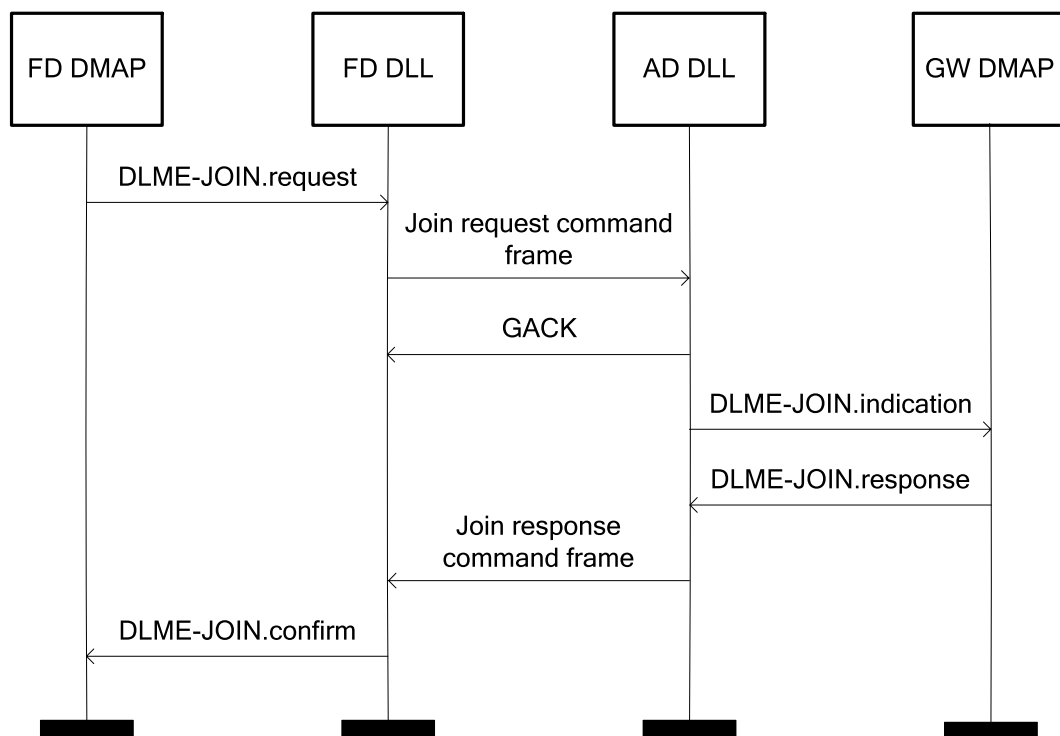 FD DMAP
FD DLL
AD DLL
GW DMAP
DLME-JOIN.request
Join request command
frame
GACK
DLME-JOIN.indication
DLME-JOIN.response
Join response
command frame
DLME-JOIN.confirm